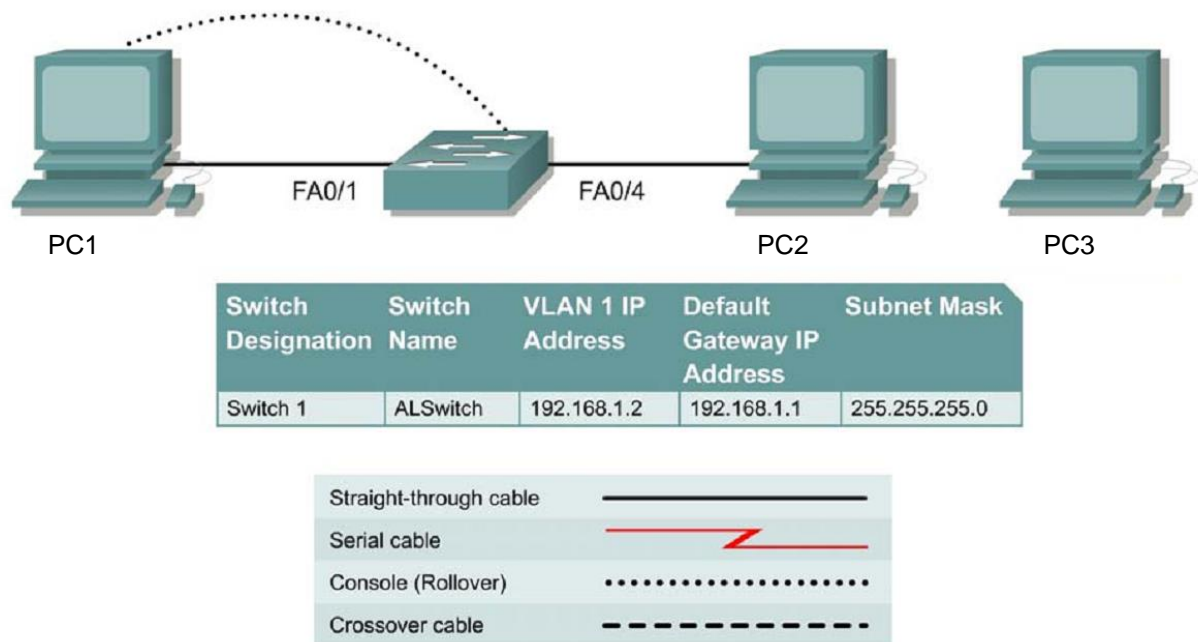 FA0/1
FA0/4
PC1
PC2
PC3
Switch Designation
Switch Name
VLAN 1 IP Address
Default Gateway IP Address
Subnet Mask
Switch 1
ALSwitch
192.168.1.2
192.168.1.1
255.255.255.0
Straight-through cable
Serial cable
Console (Rollover)
Crossover cable